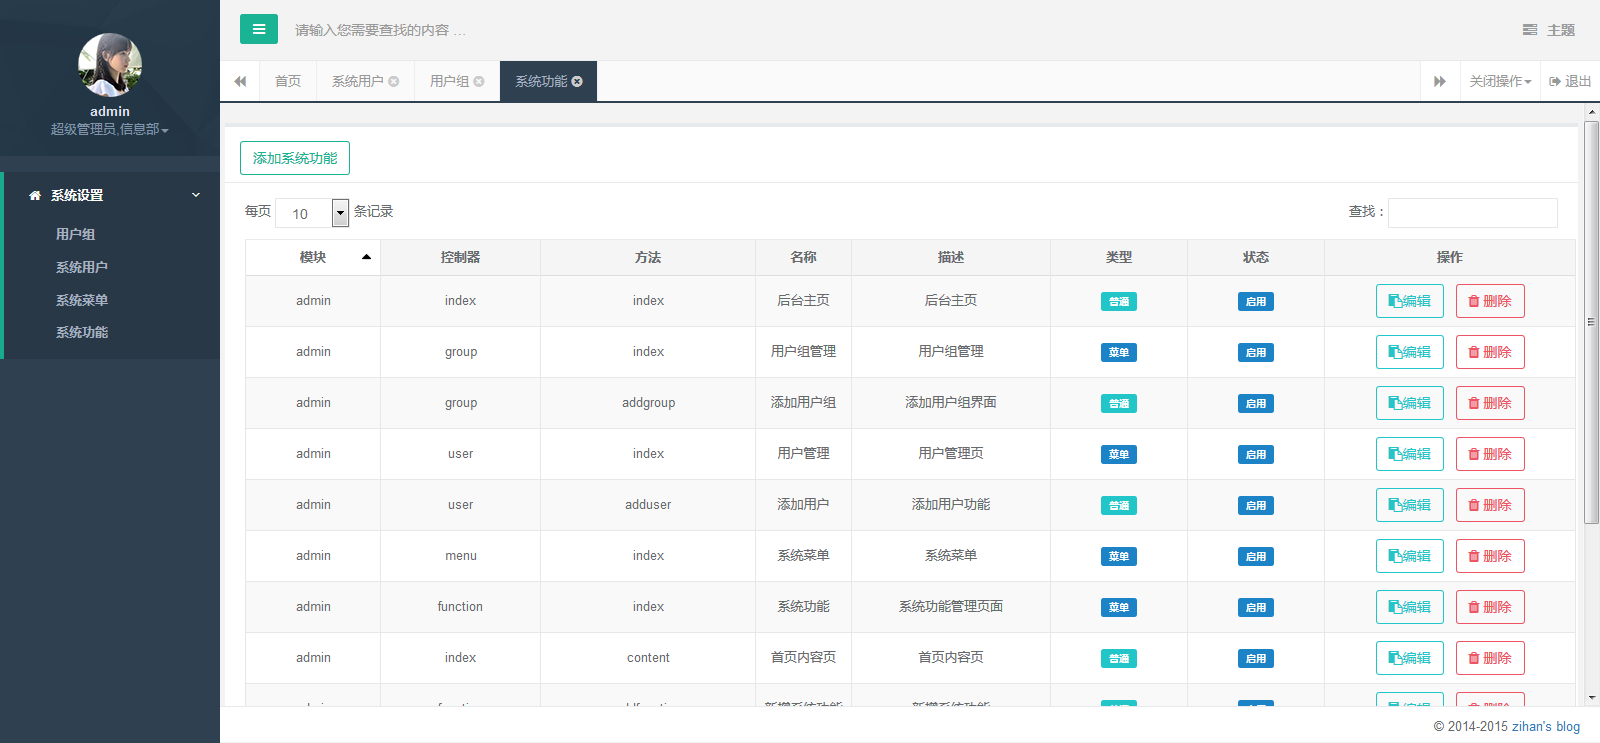 admin
超级管理员,信息部
系统设置
用户组
系统用户
系统菜单
系统功能
请输入您需要查找的内容 …
主题
首页 系统用户 用户组 系统功能 关闭操作 退出
添加系统功能
每页 10 条记录 查找：
模块 控制器 方法 名称 描述 类型 状态 操作
admin index index 后台主页 后台主页 普通 启用 编辑 删除
admin group index 用户组管理 用户组管理 菜单 启用 编辑 删除
admin group addgroup 添加用户组 添加用户组界面 普通 启用 编辑 删除
admin user index 用户管理 用户管理页 菜单 启用 编辑 删除
admin user adduser 添加用户 添加用户功能 普通 启用 编辑 删除
admin menu index 系统菜单 系统菜单 菜单 启用 编辑 删除
admin function index 系统功能 系统功能管理页面 菜单 启用 编辑 删除
admin index content 首页内容页 首页内容页 普通 启用 编辑 删除
© 2014-2015 zihan's blog